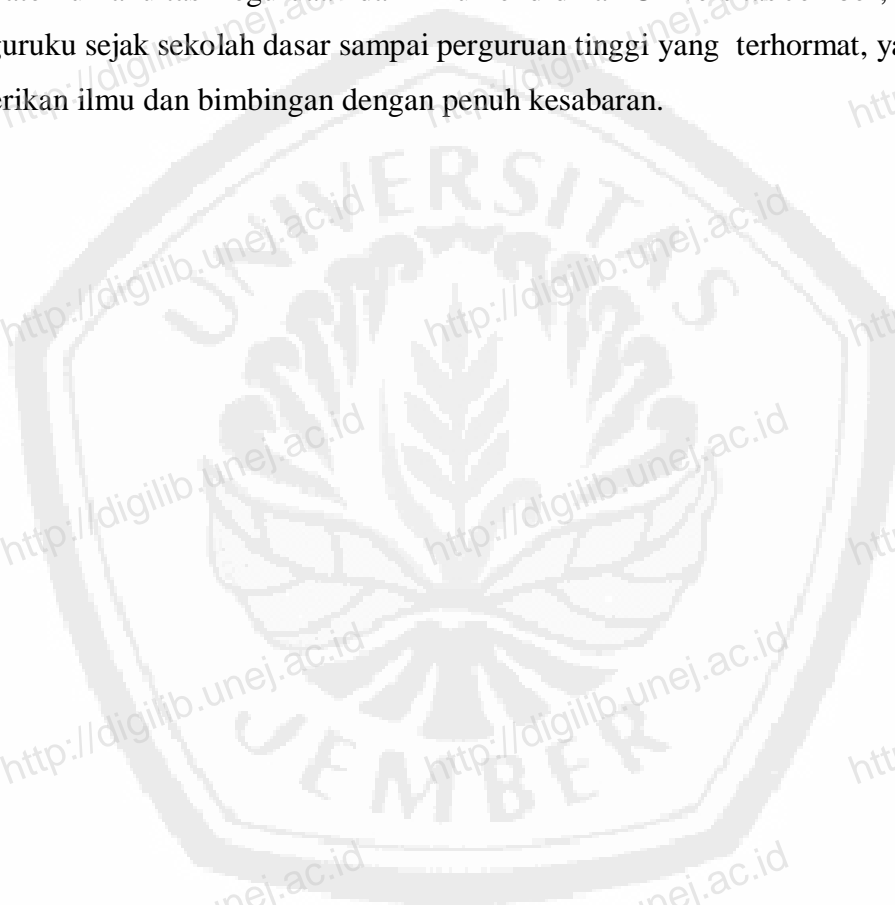 guruku sejak sekolah dasar sampai perguruan tinggi yang terhormat,
erikan ilmu dan bimbingan dengan penuh kesabaran.
UNIVERSITAS
http://digilib.unej.ac.id
http://digilib.unej.ac.id
http://digilib.unej.ac.id
http://digilib.unej.ac.id
http://digilib.unej.ac.id
http://digilib.unej.ac.id
JEMBER